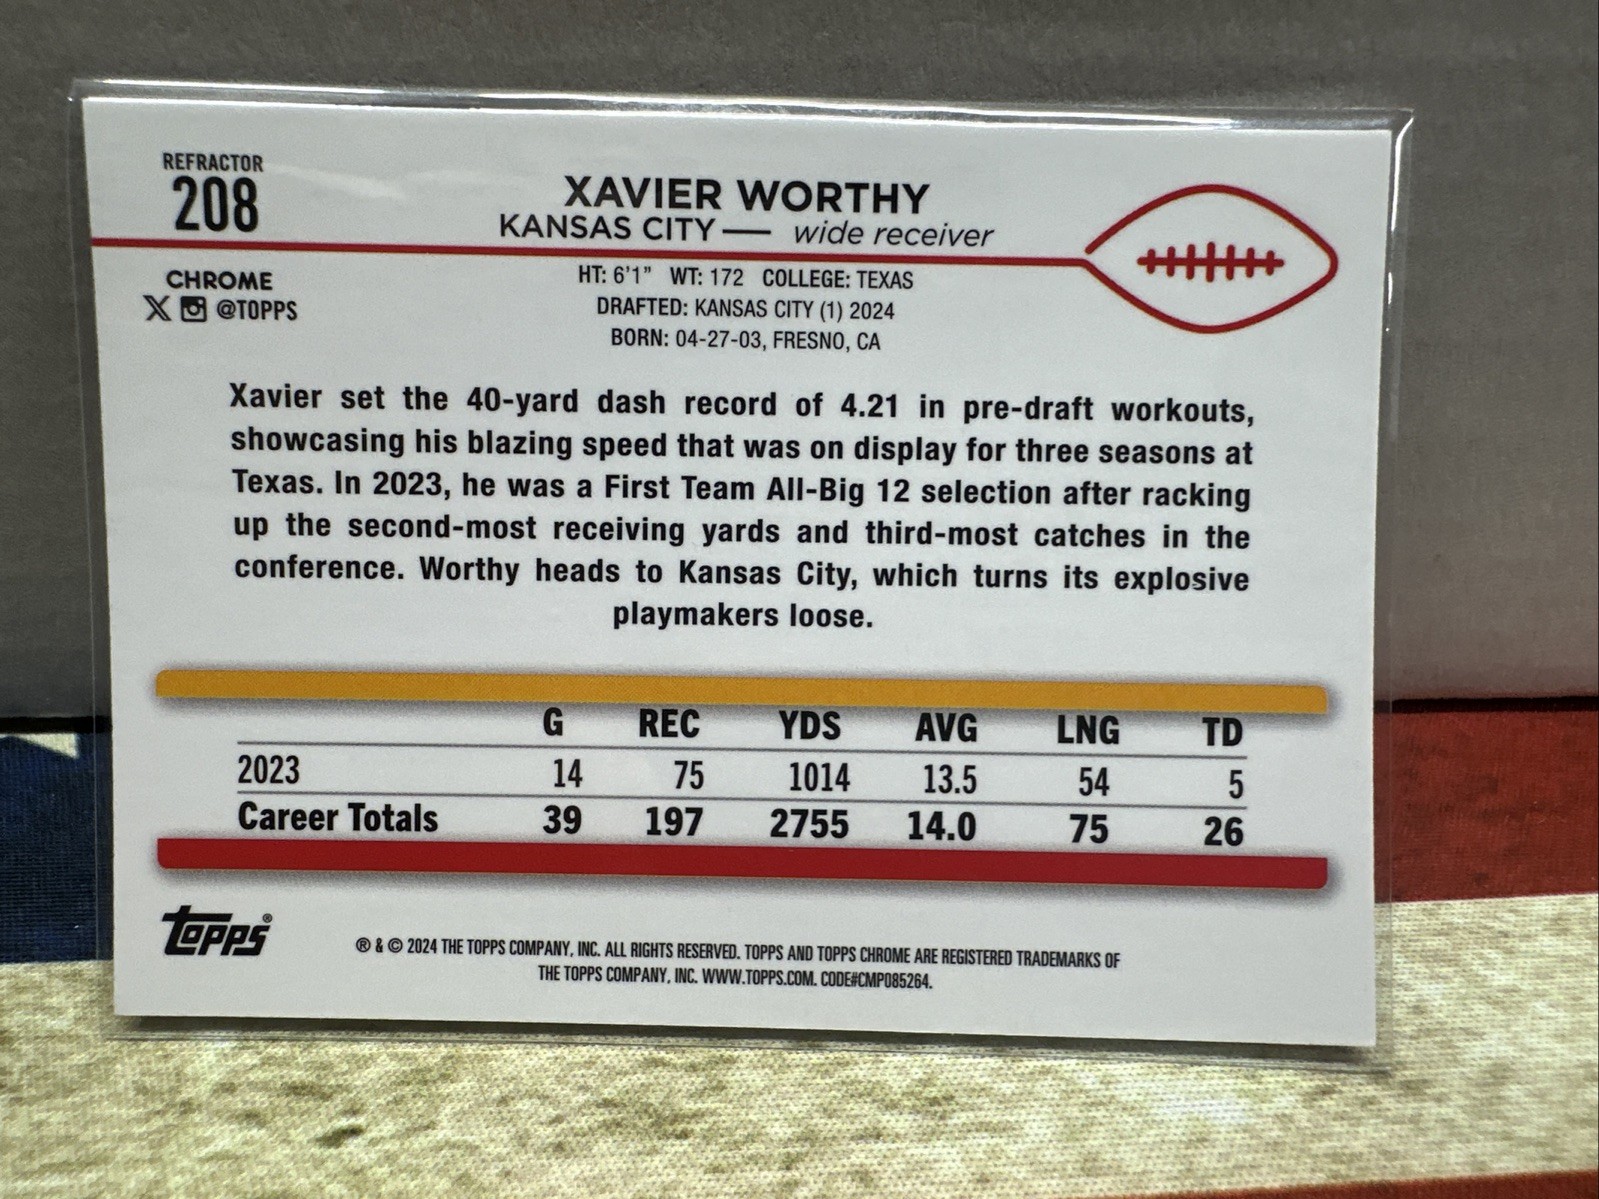 REFRACTOR
208
XAVIER WORTHY
KANSAS CITY — wide receiver
CHROME
X @TOPPS
HT: 6'1" WT: 172 COLLEGE: TEXAS
DRAFTED: KANSAS CITY (1) 2024
BORN: 04-27-03, FRESNO, CA
Xavier set the 40-yard dash record of 4.21 in pre-draft workouts,
showcasing his blazing speed that was on display for three seasons at
Texas. In 2023, he was a First Team All-Big 12 selection after racking
up the second-most receiving yards and third-most catches in the
conference. Worthy heads to Kansas City, which turns its explosive
playmakers loose.
G REC YDS AVG LNG TD
2023 14 75 1014 13.5 54 5
Career Totals 39 197 2755 14.0 75 26
Topps®
® & © 2024 THE TOPPS COMPANY, INC. ALL RIGHTS RESERVED. TOPPS AND TOPPS CHROME ARE REGISTERED TRADEMARKS OF
THE TOPPS COMPANY, INC. WWW.TOPPS.COM. CODE#CMP085264.